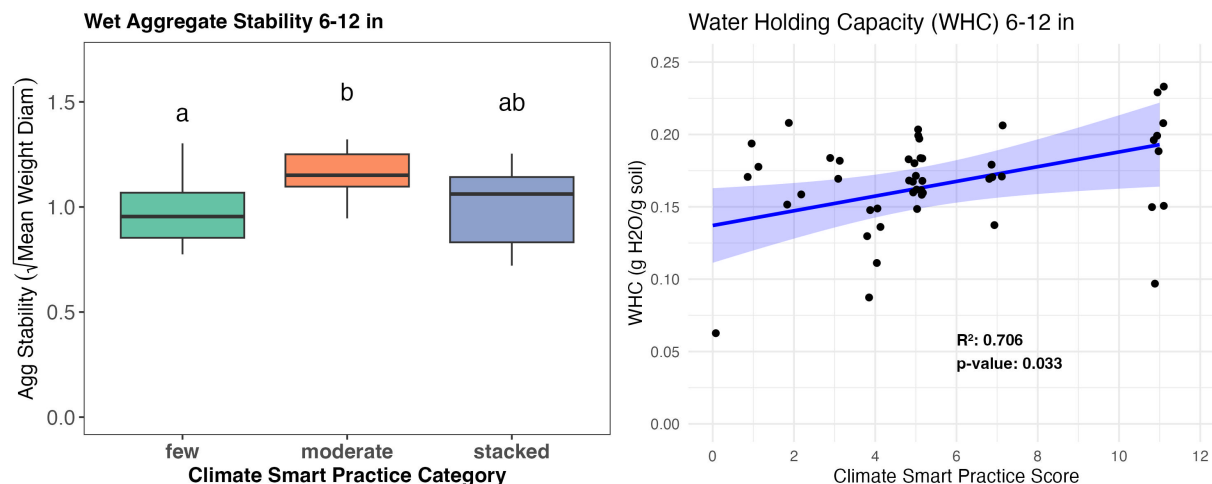 Wet Aggregate Stability 6-12 in
Agg Stability (√Mean Weight Diam)
1.5
1.0
0.5
0.0
a
b
ab
few moderate stacked
Climate Smart Practice Category
Water Holding Capacity (WHC) 6-12 in
WHC (g H2O/g soil)
0.25
0.20
0.15
0.10
0.05
0.00
R²: 0.706
p-value: 0.033
0 2 4 6 8 10 12
Climate Smart Practice Score